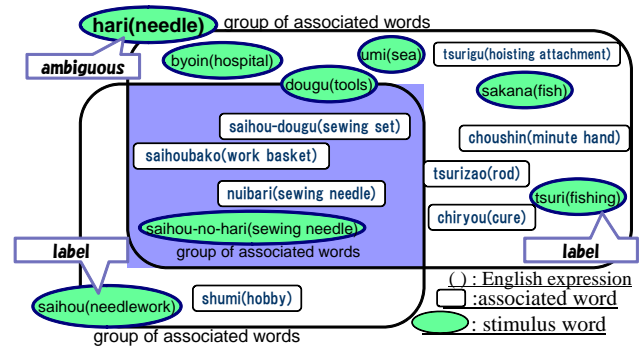 hari(needle)
group of associated words
ambiguous
byoin(hospital)
umi(sea)
tsurigu(hoisting attachment)
dougu(tools)
sakana(fish)
saihou-dougu(sewing set)
choushin(minute hand)
saihoubako(work basket)
tsurizao(rod)
nuibari(sewing needle)
tsuri(fishing)
chiryou(cure)
saihou-no-hari(sewing needle)
group of associated words
label
label
( ) : English expression
saihou(needlework)
shumi(hobby)
:associated word
: stimulus word
group of associated words